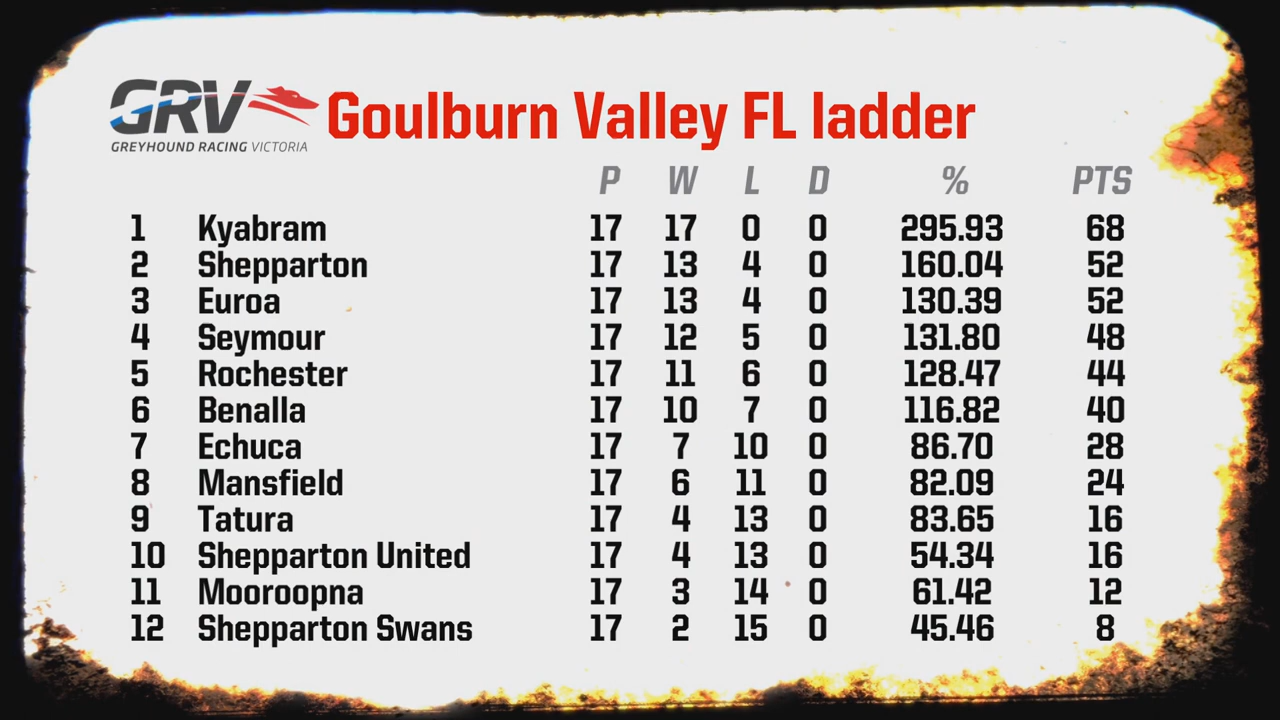 GRV Goulburn Valley FL ladder
GREYHOUND RACING VICTORIA
P W L D % PTS
1 Kyabram 17 17 0 0 295.93 68
2 Shepparton 17 13 4 0 160.04 52
3 Euroa 17 13 4 0 130.39 52
4 Seymour 17 12 5 0 131.80 48
5 Rochester 17 11 6 0 128.47 44
6 Benalla 17 10 7 0 116.82 40
7 Echuca 17 7 10 0 86.70 28
8 Mansfield 17 6 11 0 82.09 24
9 Tatura 17 4 13 0 83.65 16
10 Shepparton United 17 4 13 0 54.34 16
11 Mooroopna 17 3 14 0 61.42 12
12 Shepparton Swans 17 2 15 0 45.46 8